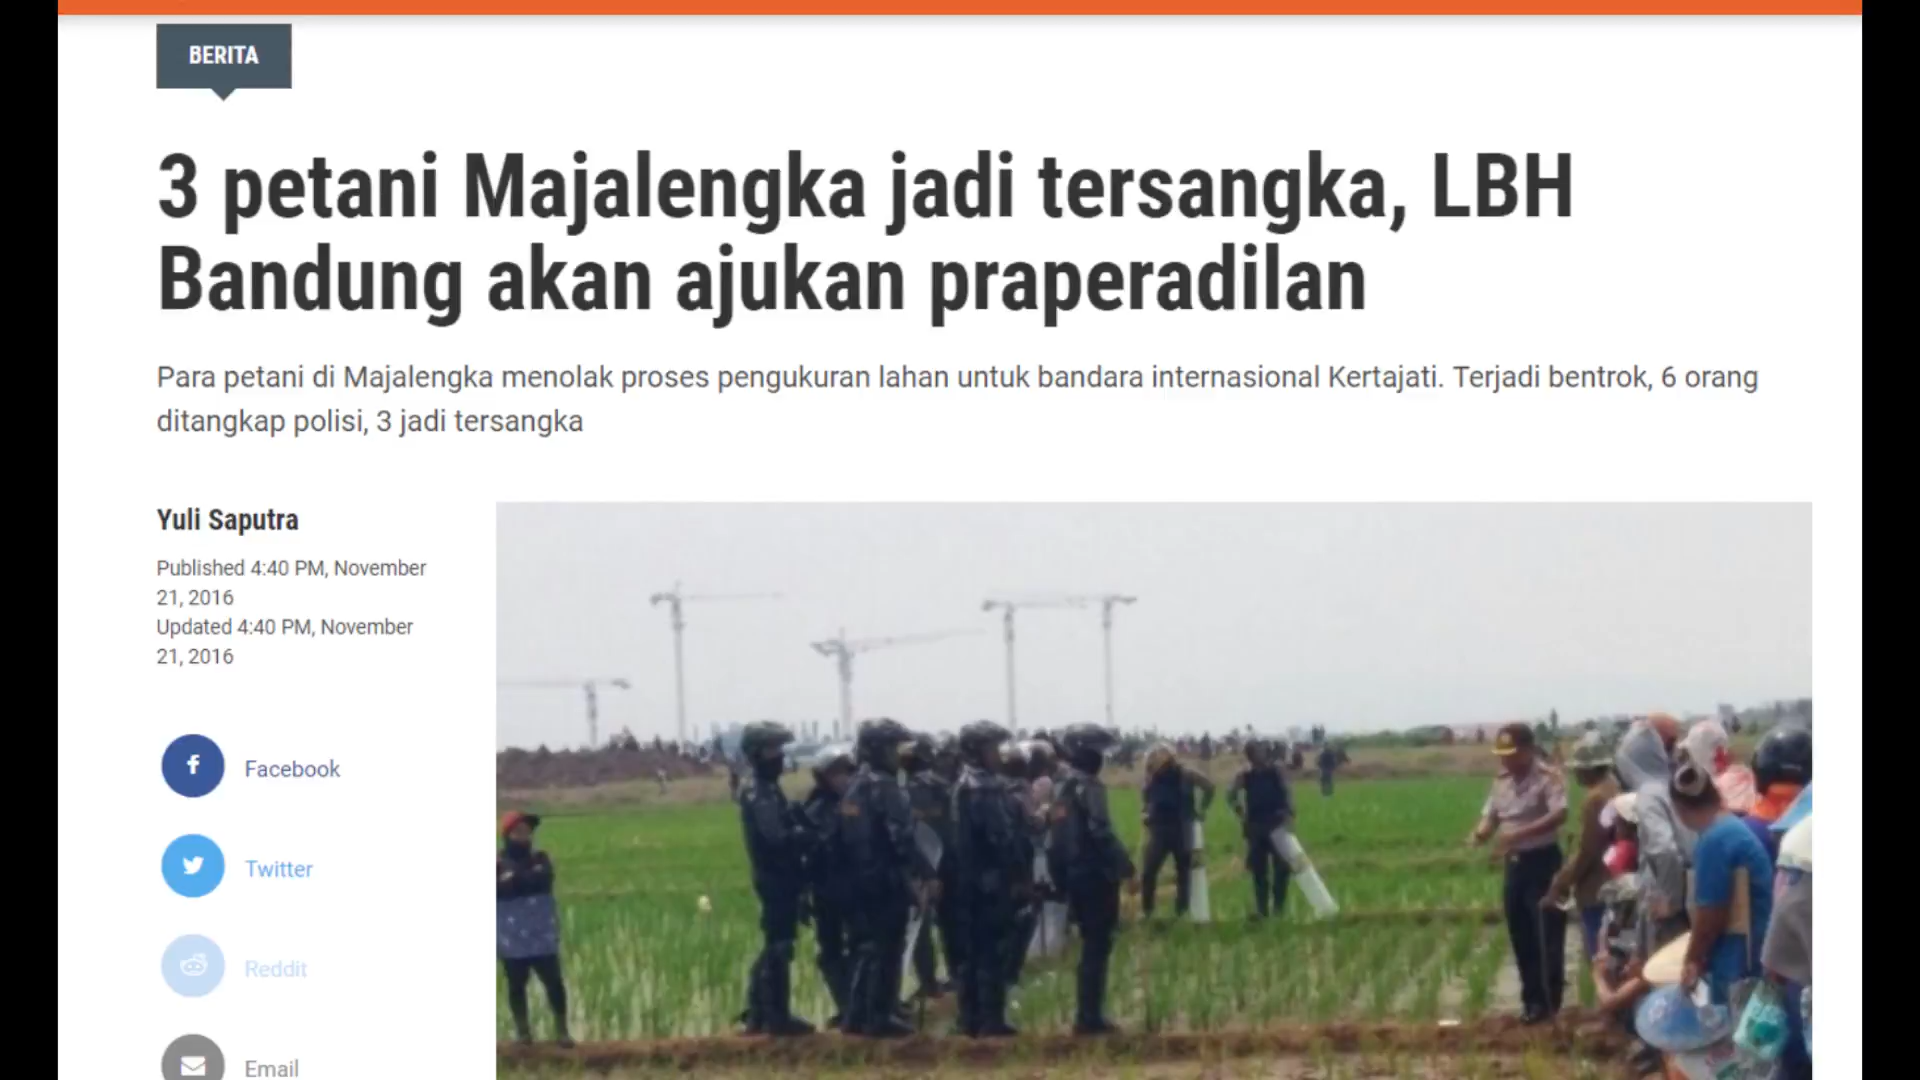 BERITA
3 petani Majalengka jadi tersangka, LBH
Bandung akan ajukan praperadilan
Para petani di Majalengka menolak proses pengukuran lahan untuk bandara internasional Kertajati. Terjadi bentrok, 6 orang
ditangkap polisi, 3 jadi tersangka
Yuli Saputra
Published 4:40 PM, November
21, 2016
Updated 4:40 PM, November
21, 2016
Facebook
Twitter
Reddit
Email